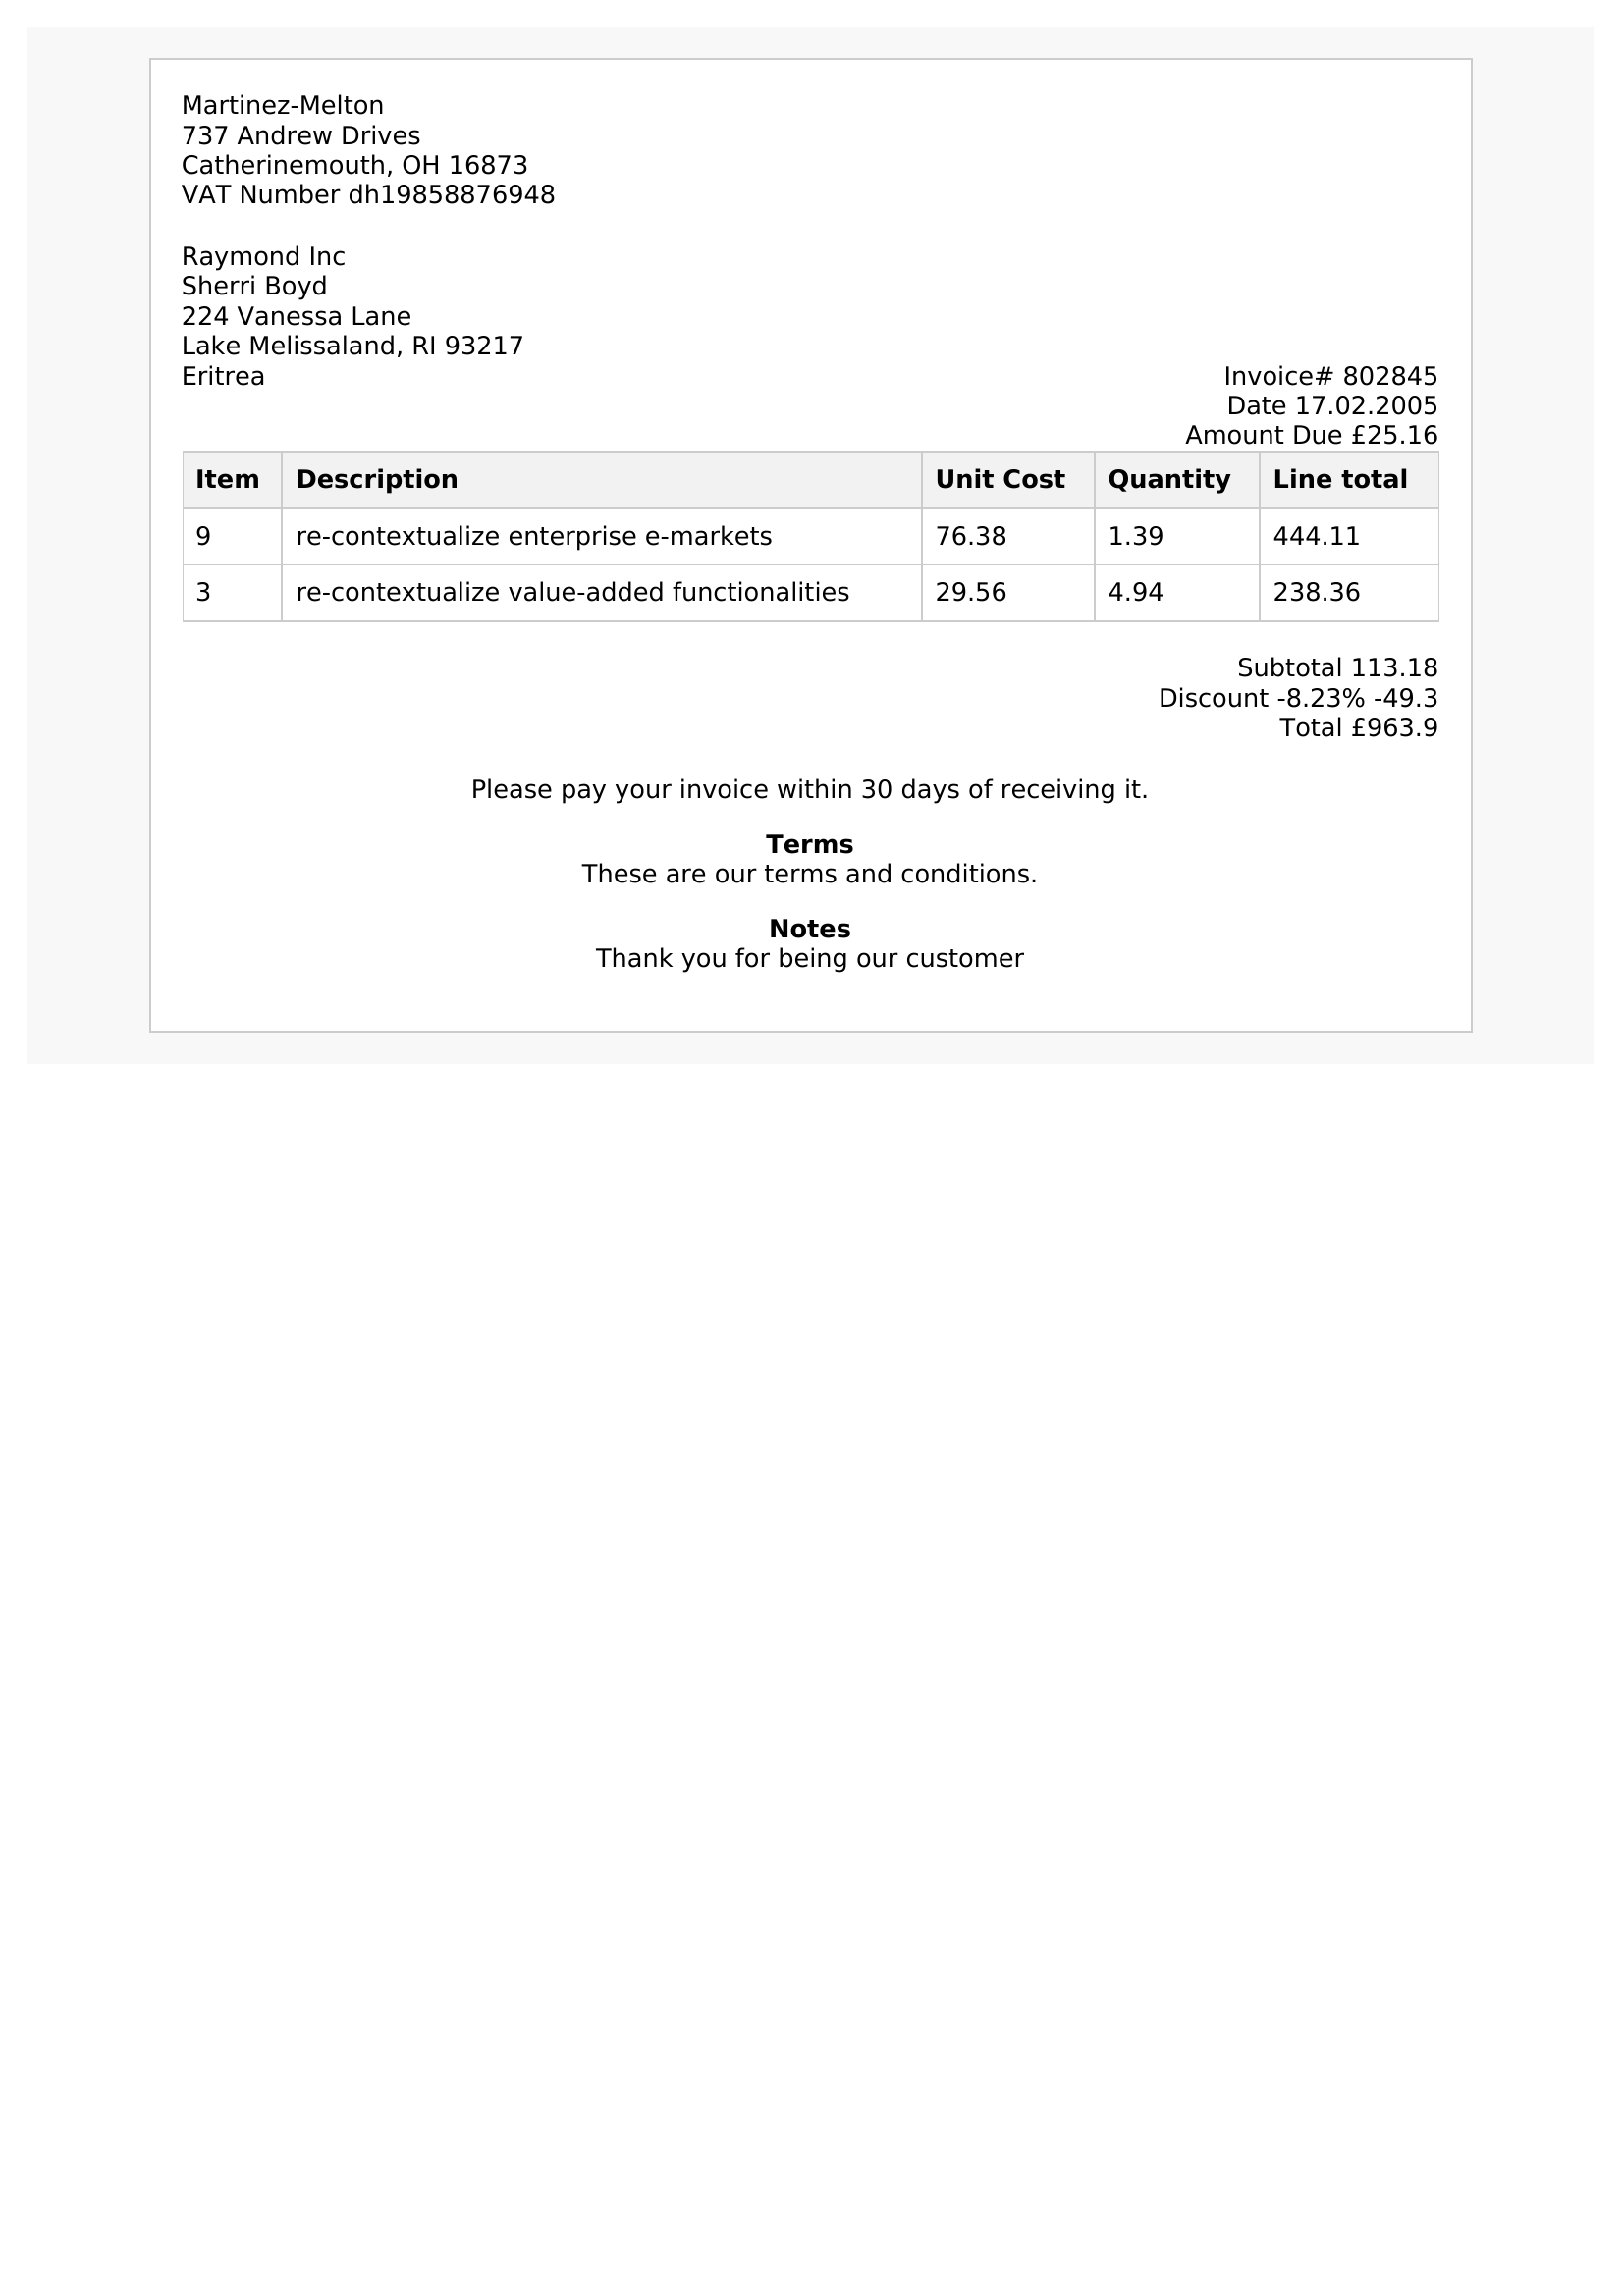 Martinez-Melton
737 Andrew Drives
Catherinemouth, OH 16873
VAT Number dh19858876948
Raymond Inc
Sherri Boyd
224 Vanessa Lane
Lake Melissaland, RI 93217
Eritrea
Invoice# 802845
Date 17.02.2005
Amount Due £25.16
Item Description Unit Cost Quantity Line total
9 re-contextualize enterprise e-markets 76.38 1.39 444.11
3 re-contextualize value-added functionalities 29.56 4.94 238.36
Subtotal 113.18
Discount -8.23% -49.3
Total £963.9
Please pay your invoice within 30 days of receiving it.
Terms
These are our terms and conditions.
Notes
Thank you for being our customer